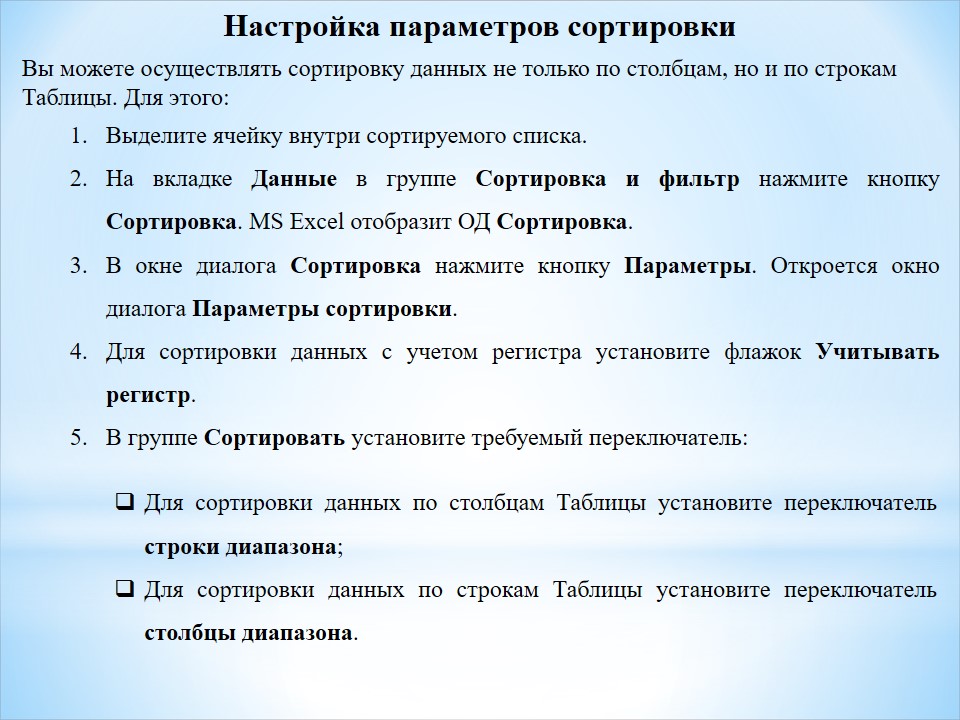 Настройка параметров сортировки
Вы можете осуществлять сортировку данных не только по столбцам, но и по строкам
Таблицы. Для этого:
1. Выделите ячейку внутри сортируемого списка.
2. На вкладке Данные в группе Сортировка и фильтр нажмите кнопку
Сортировка. MS Excel отобразит ОД Сортировка.
3. В окне диалога Сортировка нажмите кнопку Параметры. Откроется окно
диалога Параметры сортировки.
4. Для сортировки данных с учетом регистра установите флажок Учитывать
регистр.
5. В группе Сортировать установите требуемый переключатель:
❑ Для сортировки данных по столбцам Таблицы установите переключатель
строки диапазона;
❑ Для сортировки данных по строкам Таблицы установите переключатель
столбцы диапазона.